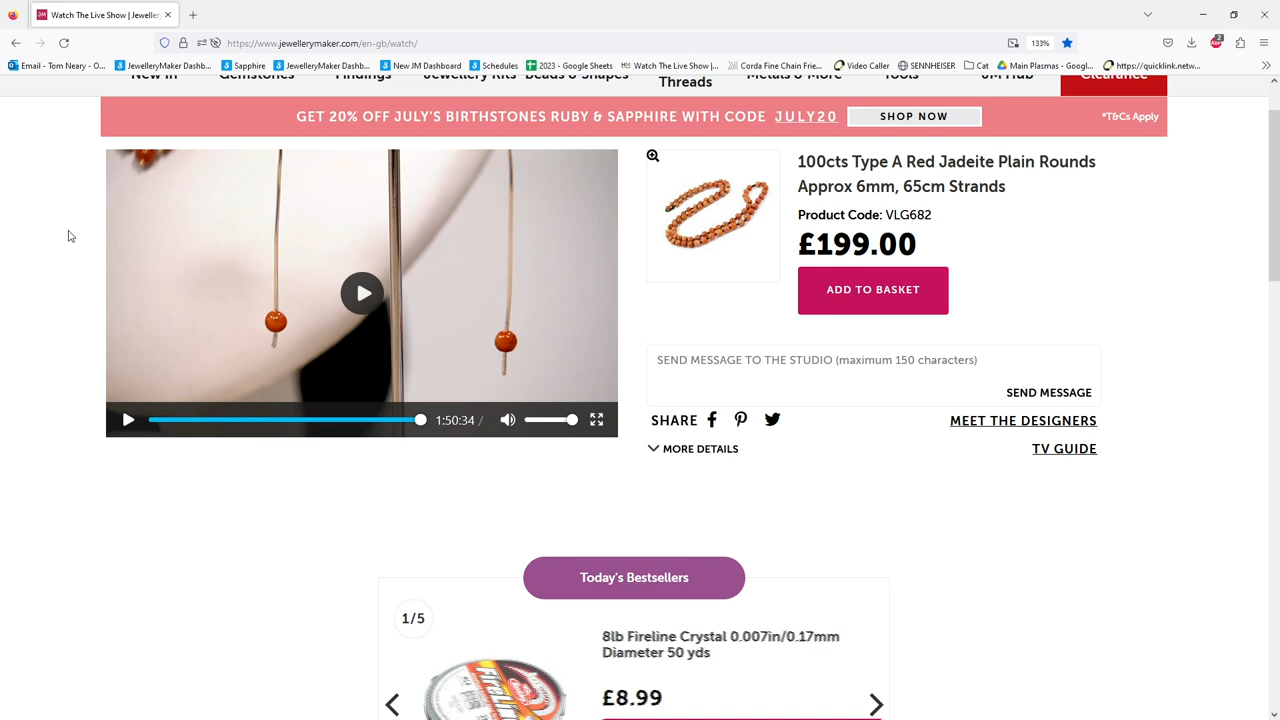 Watch The Live Show | Jeweller
https://www.jewellerymaker.com/en-gb/watch/
133%
2
Email - Tom Neary - O...
JewelleryMaker Dashb...
Sapphire
JewelleryMaker Dashb...
New JM Dashboard
Schedules
2023 - Google Sheets
Watch The Live Show |...
Corda Fine Chain Frie...
Video Caller
SENNHEISER
Cat
Main Plasmas - Googl...
https://quicklink.netw...
New In
Gemstones
Findings
Jewellery Kits
Beads & Shapes
Threads
Metals & More
Tools
JM Hub
Clearance
GET 20% OFF JULY'S BIRTHSTONES RUBY & SAPPHIRE WITH CODE JULY20
SHOP NOW
*T&Cs Apply
100cts Type A Red Jadeite Plain Rounds
Approx 6mm, 65cm Strands
Product Code: VLG682
£199.00
ADD TO BASKET
SEND MESSAGE TO THE STUDIO (maximum 150 characters)
SEND MESSAGE
1:50:34 /
SHARE
MEET THE DESIGNERS
MORE DETAILS
TV GUIDE
Today's Bestsellers
1/5
8lb Fireline Crystal 0.007in/0.17mm
Diameter 50 yds
£8.99